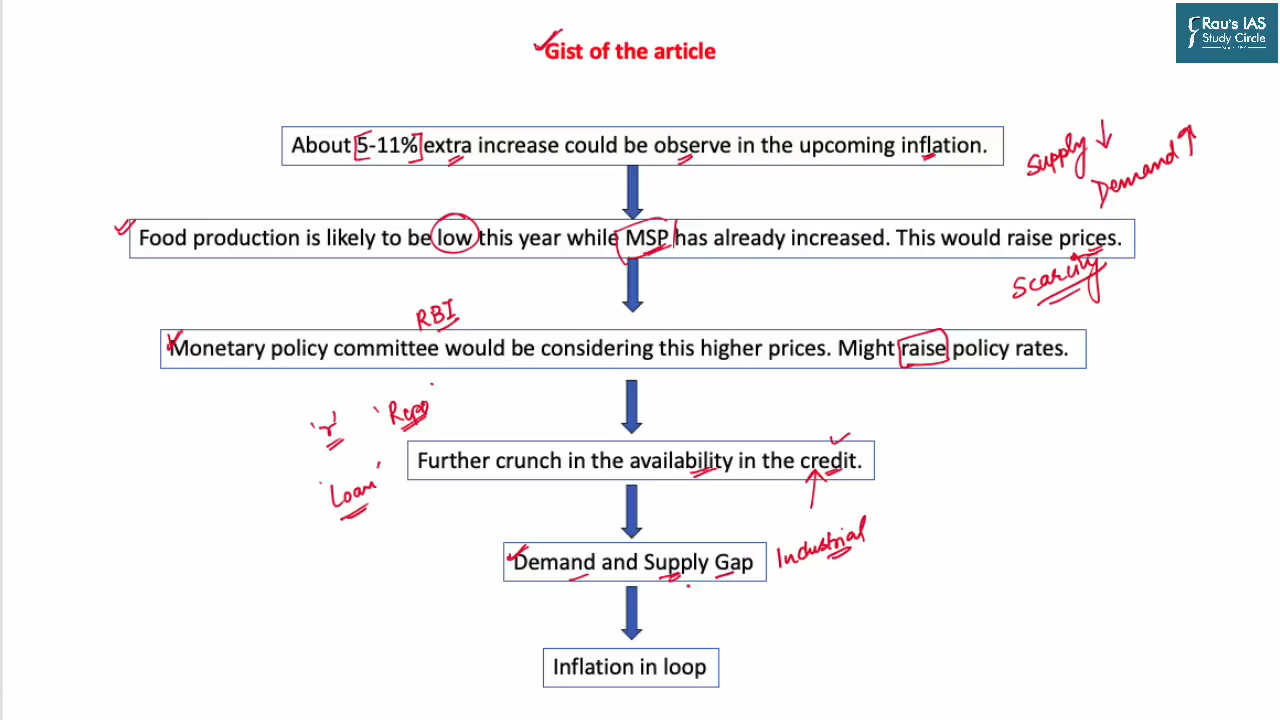 Rau's IAS
Study Circle
Gist of the article
About [5-11%] extra increase could be observe in the upcoming inflation.
Supply ↓
Demand ↑
Food production is likely to be low this year while MSP has already increased. This would raise prices.
Scarcity
RBI
Monetary policy committee would be considering this higher prices. Might raise policy rates.
'r'
'Repo'
Further crunch in the availability in the credit.
'Loan'
Industrial
Demand and Supply Gap
Inflation in loop